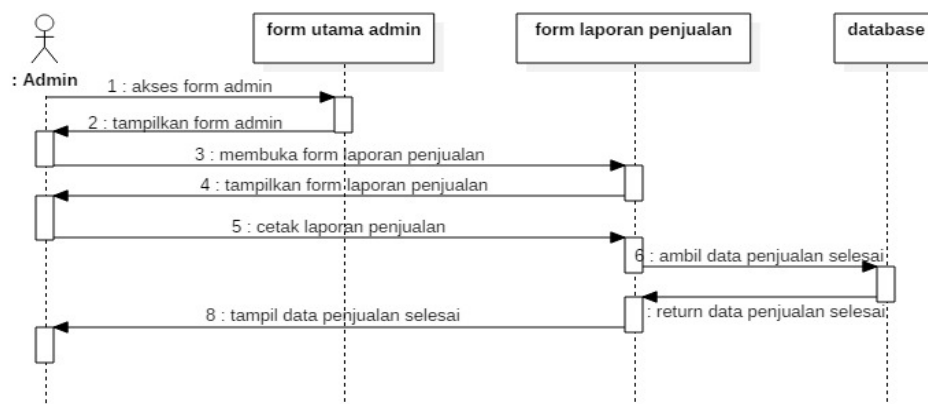 form utama admin
form laporan penjualan
database
: Admin
1 : akses form admin
2 : tampilkan form admin
3 : membuka form laporan penjualan
4 : tampilkan form laporan penjualan
5 : cetak laporan penjualan
6 : ambil data penjualan selesai
: return data penjualan selesai
8 : tampil data penjualan selesai